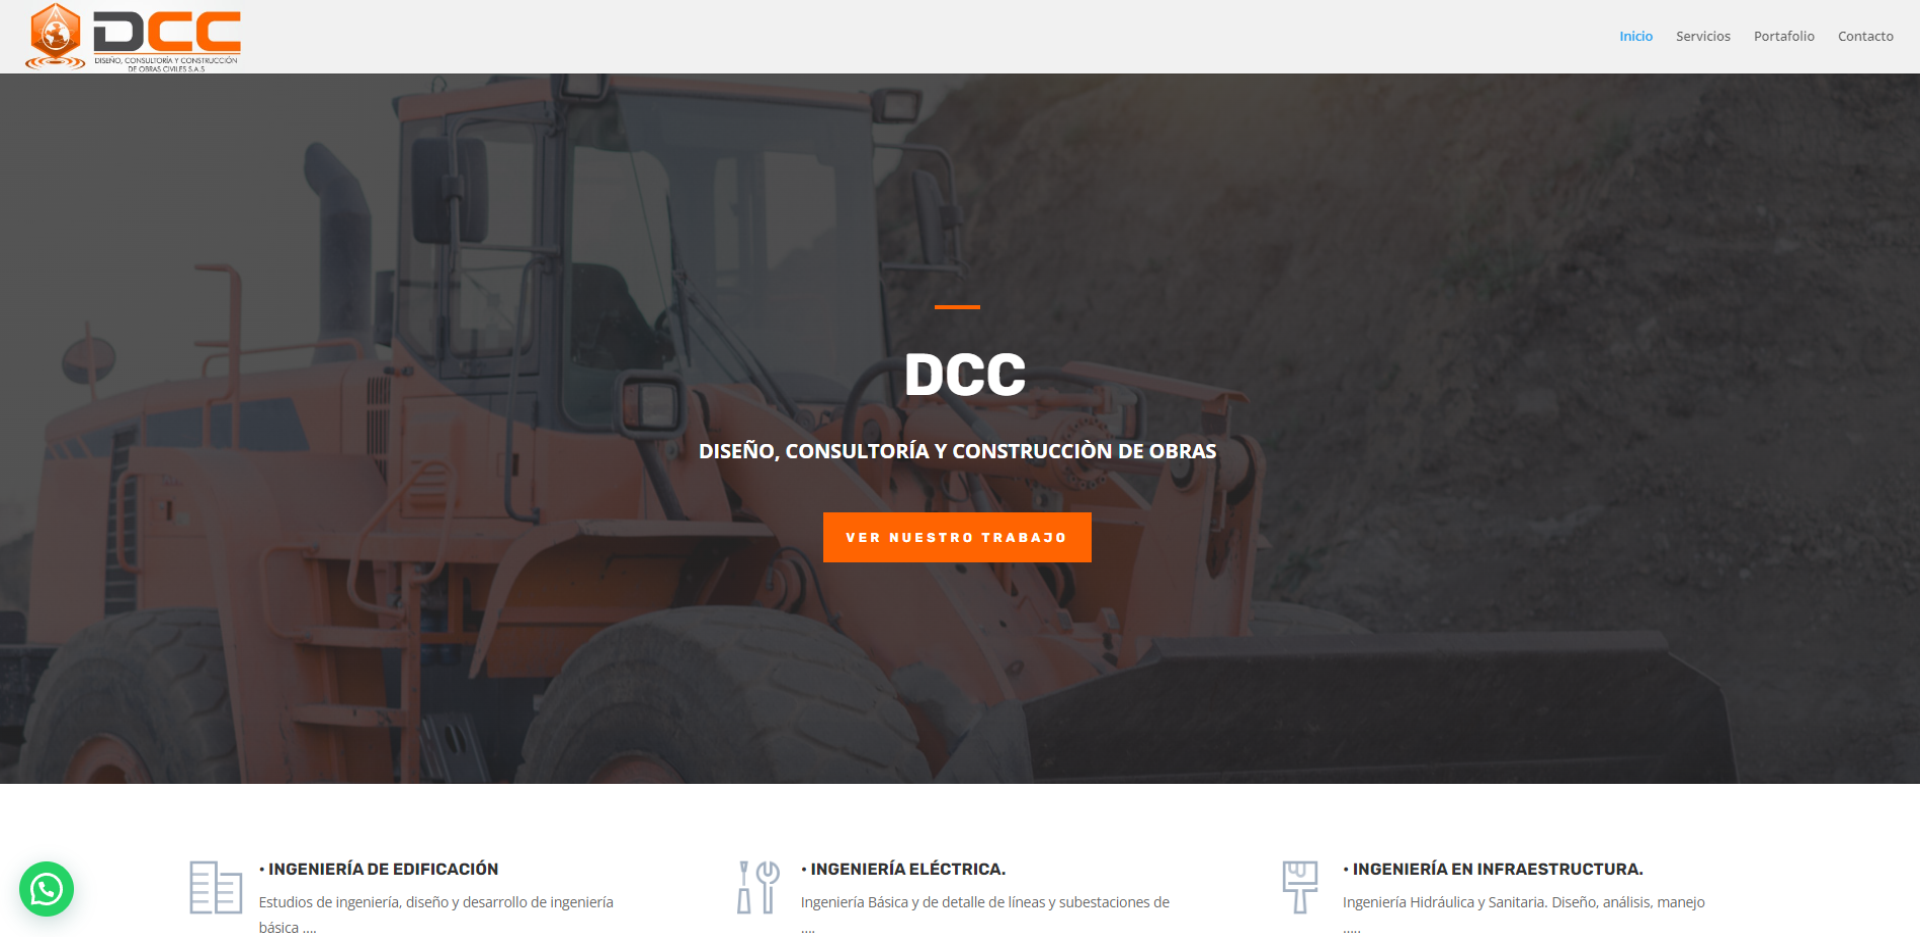 DCC
DISEÑO, CONSULTORÍA Y CONSTRUCCIÓN
DE OBRAS CIVILES S.A.S
Inicio Servicios Portafolio Contacto
DCC
DISEÑO, CONSULTORÍA Y CONSTRUCCIÒN DE OBRAS
VER NUESTRO TRABAJO
• INGENIERÍA DE EDIFICACIÓN
Estudios de ingeniería, diseño y desarrollo de ingeniería
básica ....
• INGENIERÍA ELÉCTRICA.
Ingeniería Básica y de detalle de líneas y subestaciones de
....
• INGENIERÍA EN INFRAESTRUCTURA.
Ingeniería Hidráulica y Sanitaria. Diseño, análisis, manejo
.....